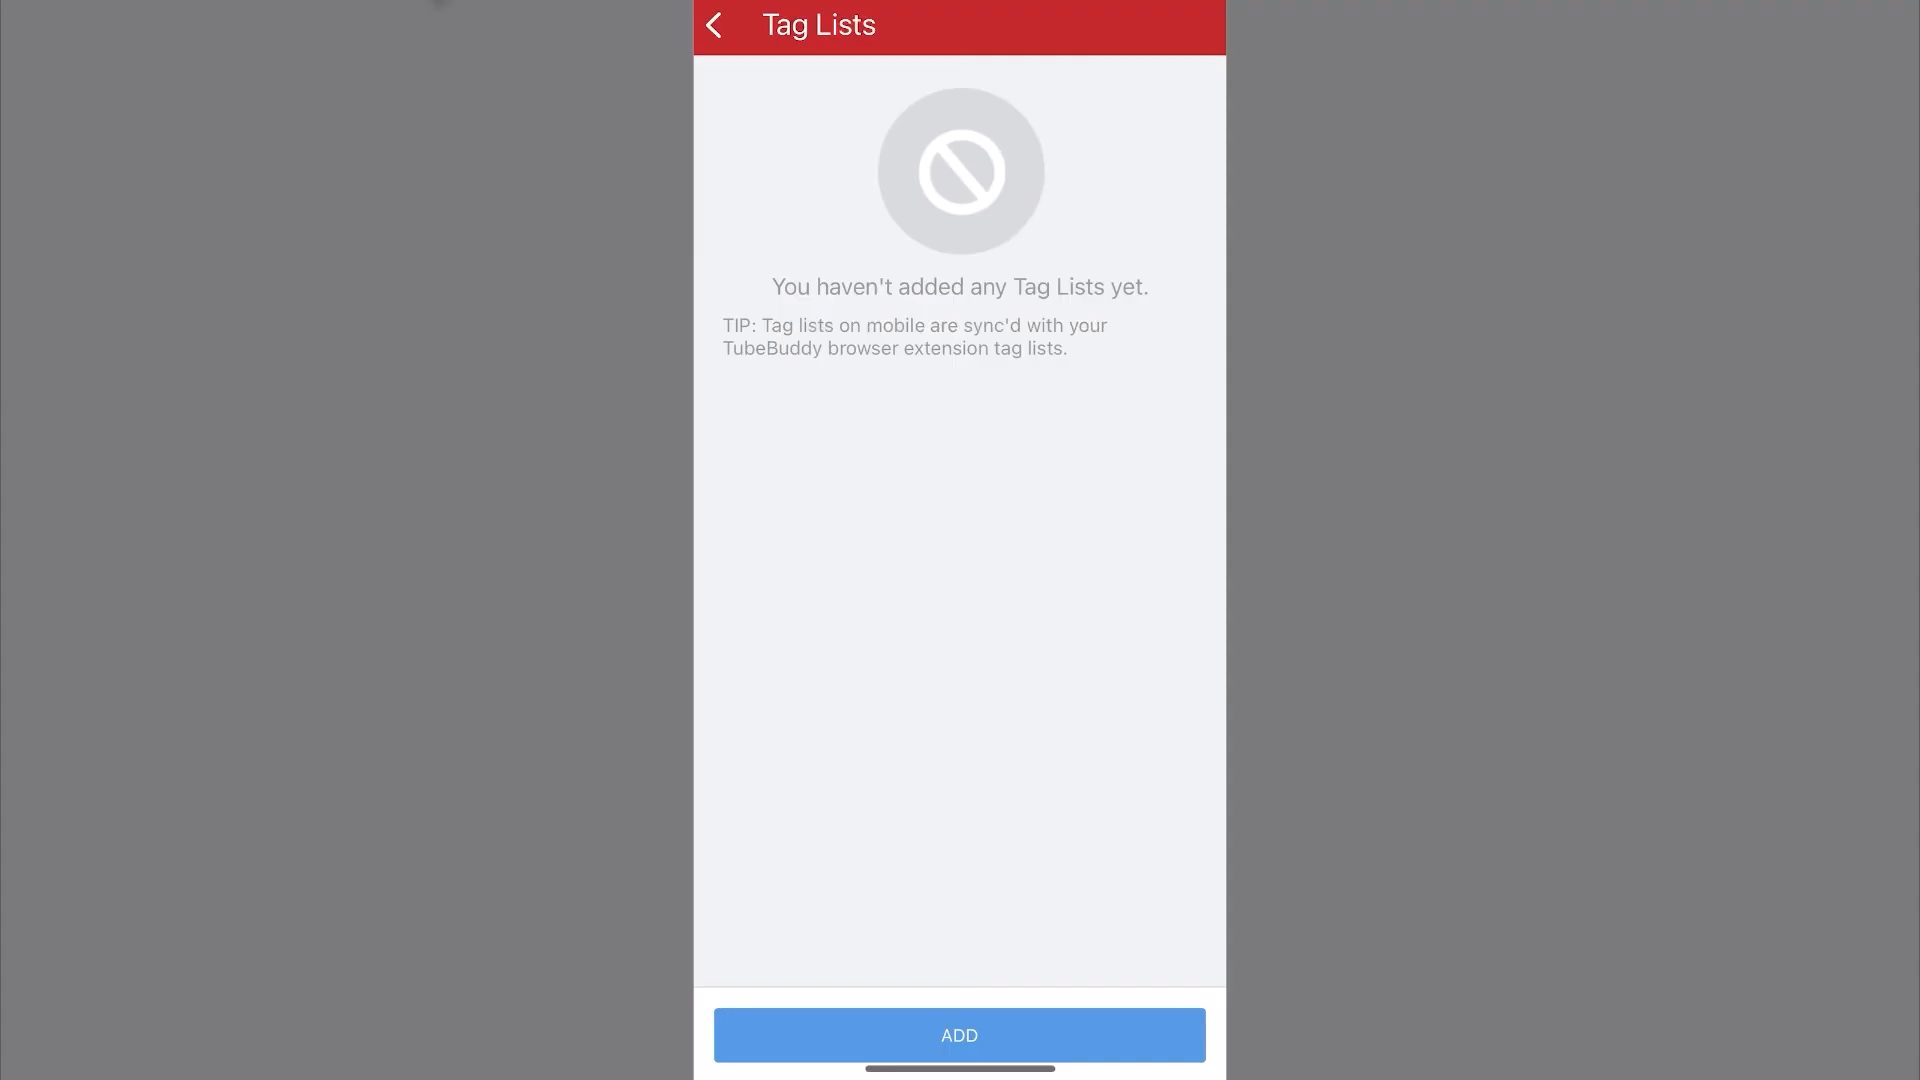 Tag Lists
You haven't added any Tag Lists yet.
TIP: Tag lists on mobile are sync'd with your
TubeBuddy browser extension tag lists.
ADD